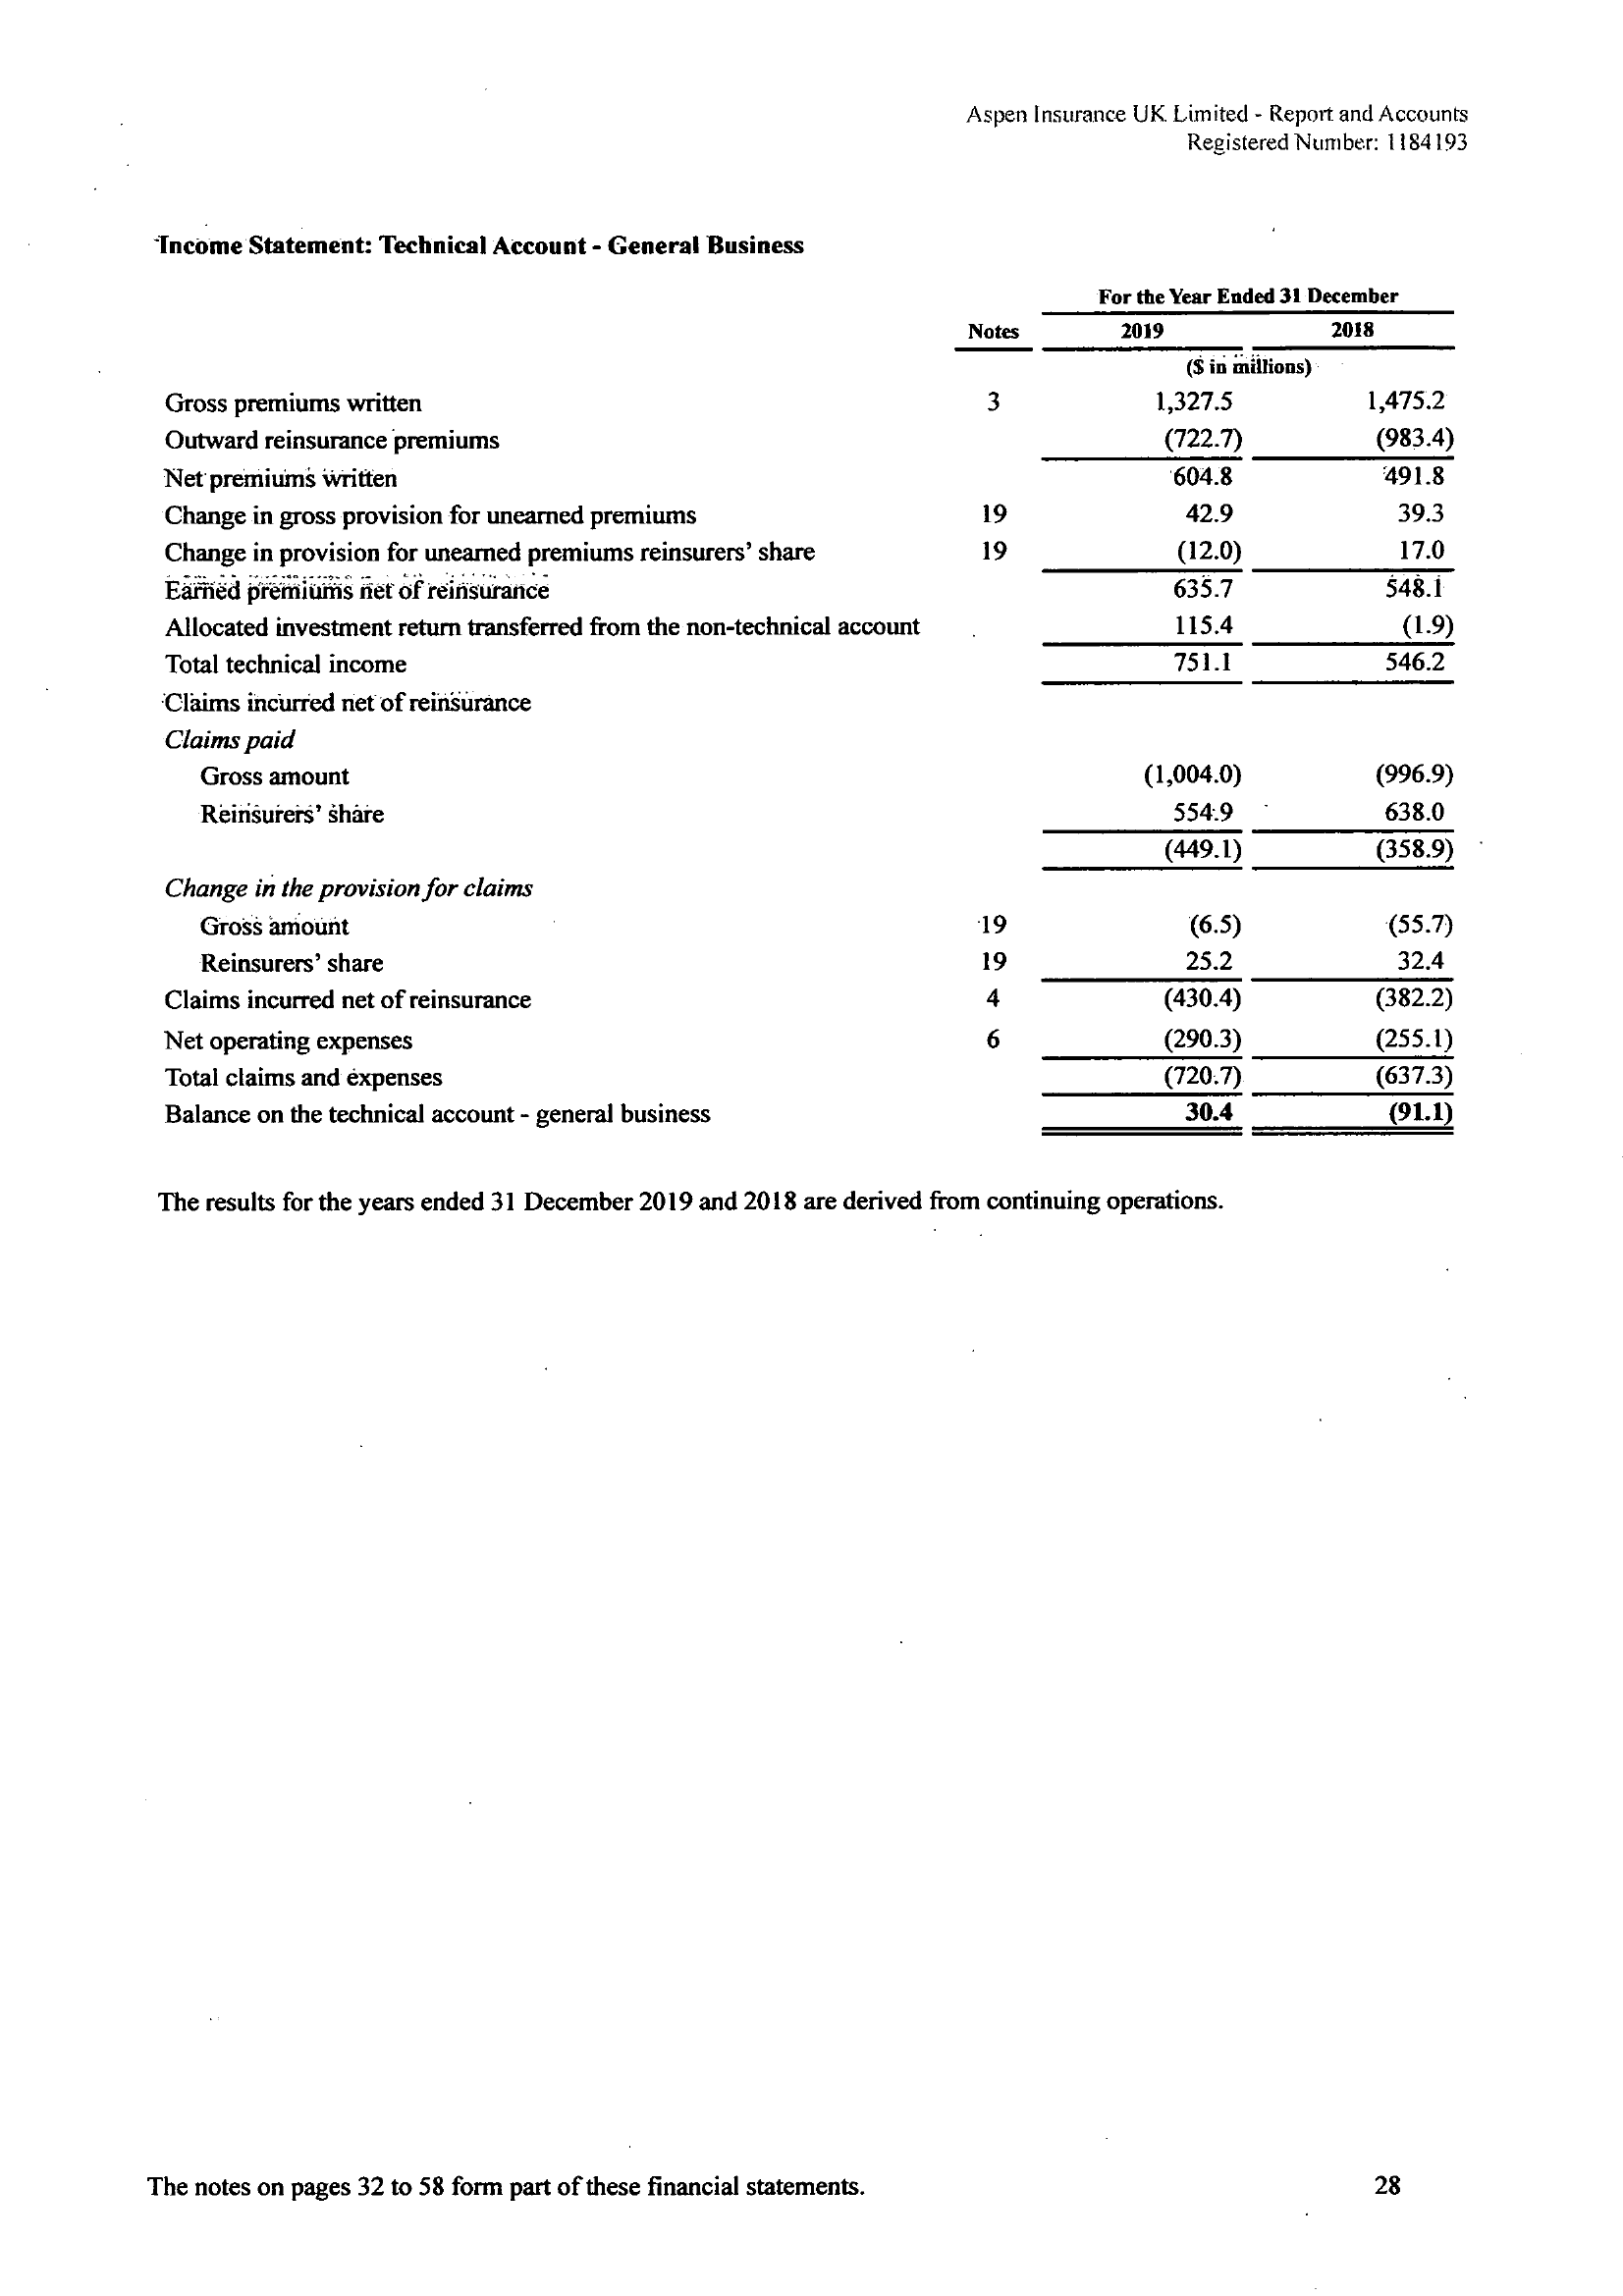 Aspen Insurance UK Limited - Report and Accounts
Registered Number: 1184193
Income Statement: Technical Account - General Business
For the Year Ended 31 December
Notes 2019 2018
($ in millions)
Gross premiums written 3 1,327.5 1,475.2
Outward reinsurance premiums (722.7) (983.4)
Net premiums written 604.8 491.8
Change in gross provision for unearned premiums 19 42.9 39.3
Change in provision for unearned premiums reinsurers' share 19 (12.0) 17.0
Earned premiums net of reinsurance 635.7 548.1
Allocated investment return transferred from the non-technical account 115.4 (1.9)
Total technical income 751.1 546.2
Claims incurred net of reinsurance
Claims paid
Gross amount (1,004.0) (996.9)
Reinsurers' share 554.9 638.0
(449.1) (358.9)
Change in the provision for claims
Gross amount 19 (6.5) (55.7)
Reinsurers' share 19 25.2 32.4
Claims incurred net of reinsurance 4 (430.4) (382.2)
Net operating expenses 6 (290.3) (255.1)
Total claims and expenses (720.7) (637.3)
Balance on the technical account - general business 30.4 (91.1)
The results for the years ended 31 December 2019 and 2018 are derived from continuing operations.
The notes on pages 32 to 58 form part of these financial statements. 28